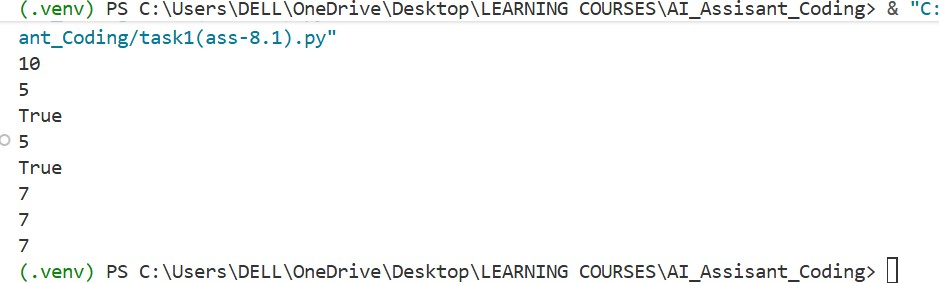 (.venv) PS C:\Users\DELL\OneDrive\Desktop\LEARNING COURSES\AI_Assisant_Coding> & "C:
ant_Coding/task1(ass-8.1).py"
10
5
True
5
True
7
7
7
(.venv) PS C:\Users\DELL\OneDrive\Desktop\LEARNING COURSES\AI_Assisant_Coding>